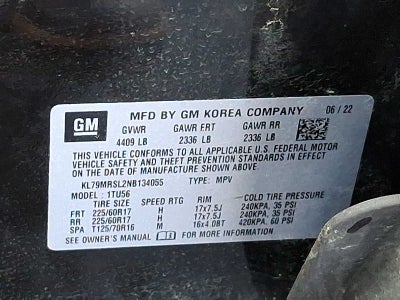 GM
MFD BY GM KOREA COMPANY 06/22
GVWR GAWR FRT GAWR RR
4409 LB 2336 LB 2336 LB
THIS VEHICLE CONFORMS TO ALL APPLICABLE U.S. FEDERAL MOTOR
VEHICLE SAFETY AND THEFT PREVENTION STANDARDS IN EFFECT
ON THE DATE OF MANUFACTURE SHOWN ABOVE.
KL79MRSL2NB134055 TYPE: MPV
MODEL: 1TU56
TIRE SIZE SPEED RTG RIM COLD TIRE PRESSURE
FRT 225/60R17 H 17x7.5J 240KPA, 35 PSI
RR 225/60R17 H 17x7.5J 240KPA, 35 PSI
SPA T125/70R16 M 16x4.0BT 420KPA, 60 PSI
SEE OWNER'S MANUAL FOR ADDITIONAL INFORMATION.